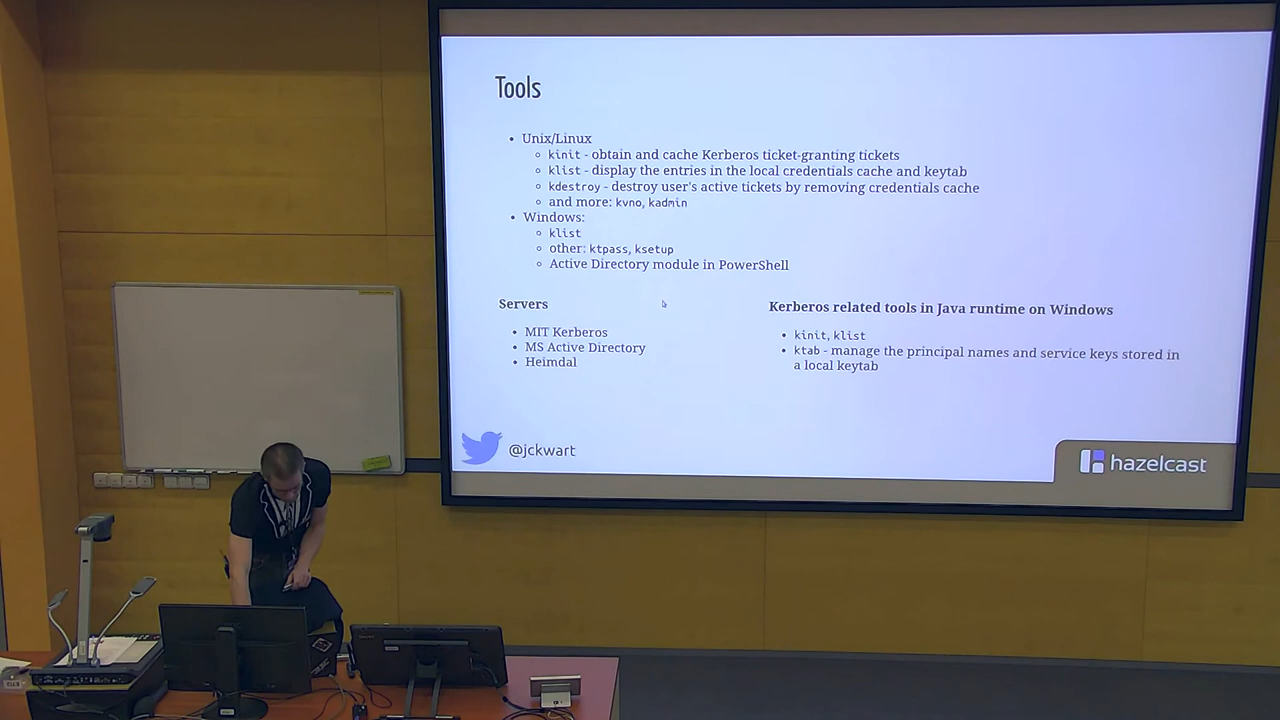 Tools
• Unix/Linux
◦ kinit - obtain and cache Kerberos ticket-granting tickets
◦ klist - display the entries in the local credentials cache and keytab
◦ kdestroy - destroy user's active tickets by removing credentials cache
◦ and more: kvno, kadmin
• Windows:
◦ klist
◦ other: ktpass, ksetup
◦ Active Directory module in PowerShell
Servers
• MIT Kerberos
• MS Active Directory
• Heimdal
Kerberos related tools in Java runtime on Windows
• kinit, klist
• ktab - manage the principal names and service keys stored in
a local keytab
@jckwart
hazelcast